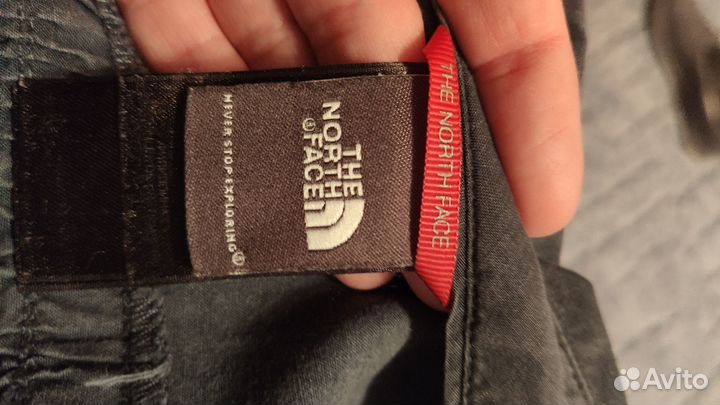 THE
NORTH
FACE®
NEVER STOP EXPLORING®
THE NORTH FACE
Avito